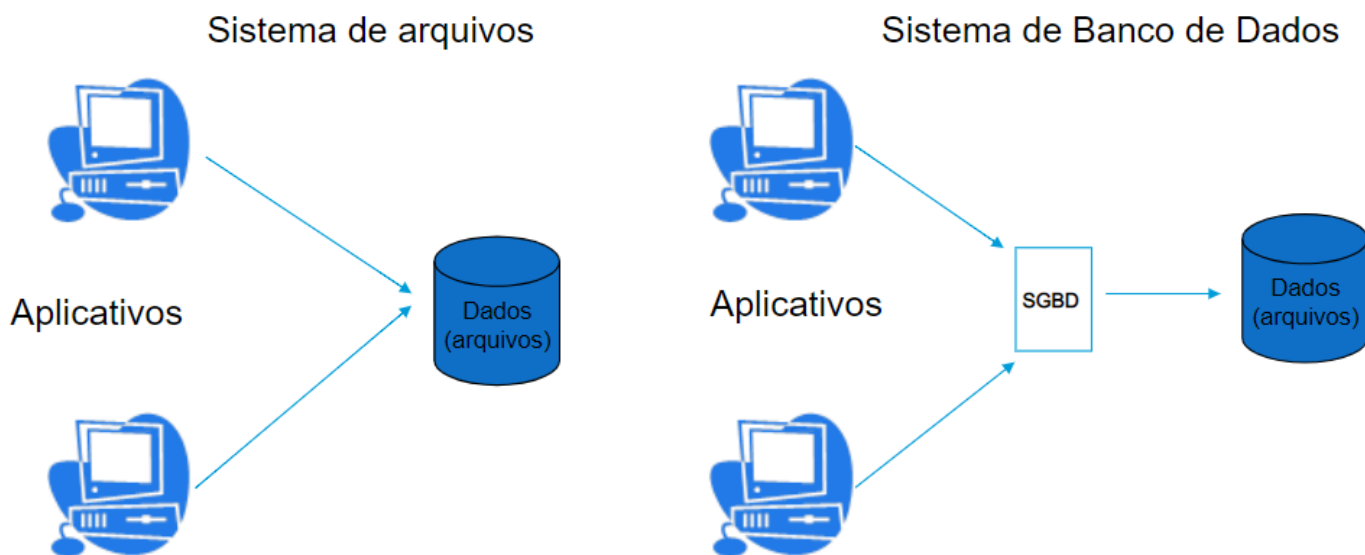 Sistema de arquivos
Aplicativos
Dados
(arquivos)
Sistema de Banco de Dados
Aplicativos
SGBD
Dados
(arquivos)